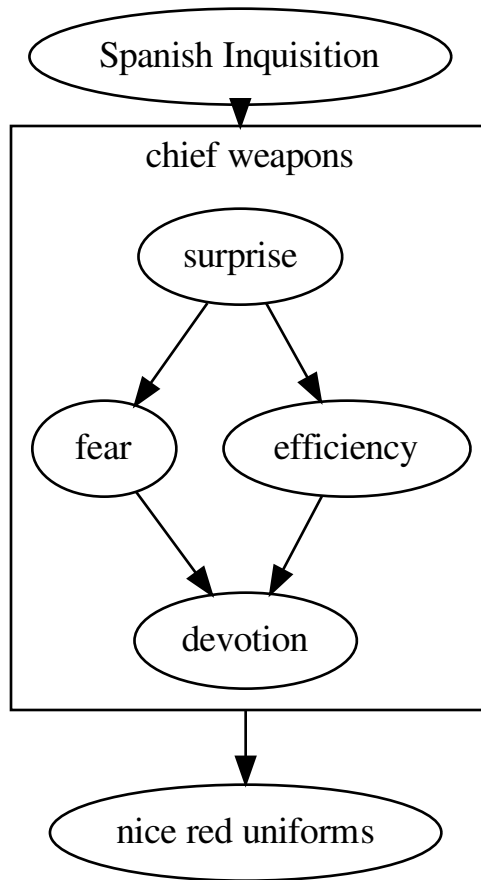 Spanish Inquisition
chief weapons
surprise
fear
efficiency
devotion
nice red uniforms